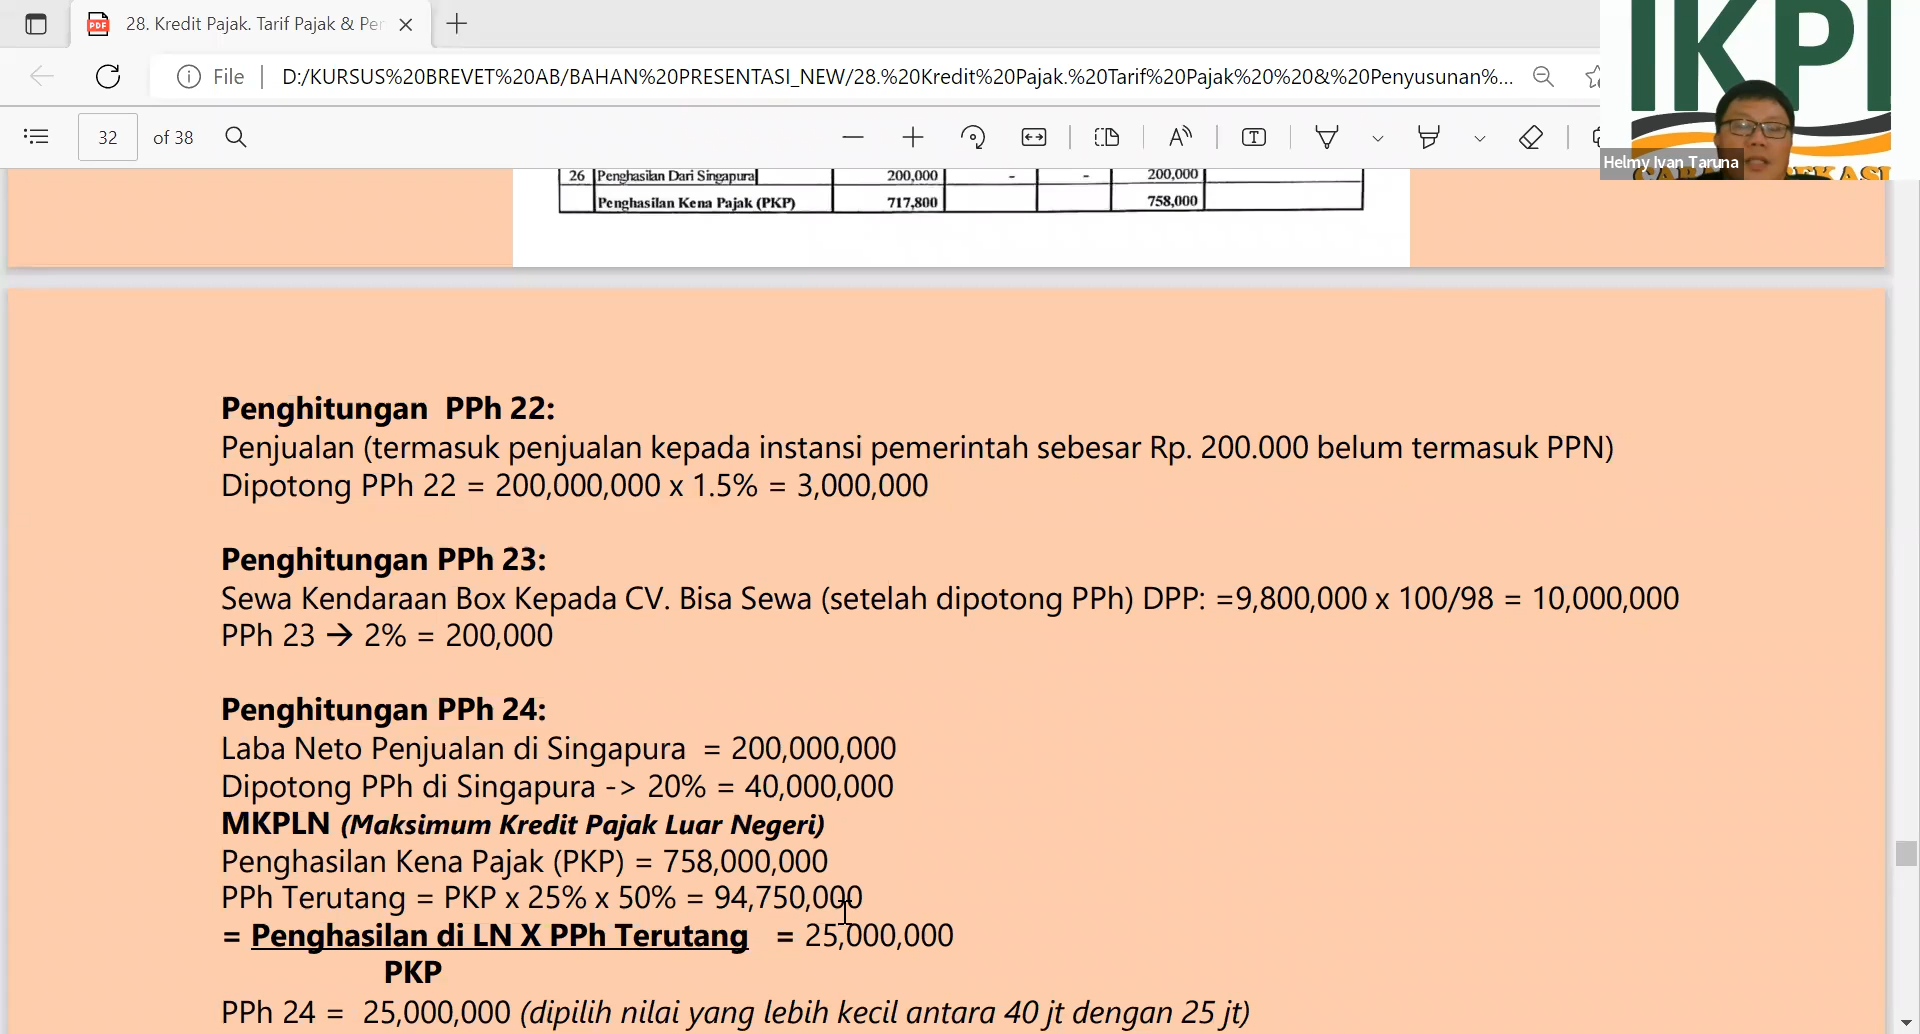 28. Kredit Pajak. Tarif Pajak & Per
File
D:/KURSUS%20BREVET%20AB/BAHAN%20PRESENTASI_NEW/28.%20Kredit%20Pajak.%20Tarif%20Pajak%20%20&%20Penyusunan%...
32 of 38
IKPI
Helmy Ivan Taruna
26 Penghasilan Dari Singapura 200,000 - - 200,000
Penghasilan Kena Pajak (PKP) 717,800 758,000
Penghitungan PPh 22:
Penjualan (termasuk penjualan kepada instansi pemerintah sebesar Rp. 200.000 belum termasuk PPN)
Dipotong PPh 22 = 200,000,000 x 1.5% = 3,000,000
Penghitungan PPh 23:
Sewa Kendaraan Box Kepada CV. Bisa Sewa (setelah dipotong PPh) DPP: =9,800,000 x 100/98 = 10,000,000
PPh 23 → 2% = 200,000
Penghitungan PPh 24:
Laba Neto Penjualan di Singapura = 200,000,000
Dipotong PPh di Singapura -> 20% = 40,000,000
MKPLN (Maksimum Kredit Pajak Luar Negeri)
Penghasilan Kena Pajak (PKP) = 758,000,000
PPh Terutang = PKP x 25% x 50% = 94,750,000
= Penghasilan di LN X PPh Terutang = 25,000,000
PKP
PPh 24 = 25,000,000 (dipilih nilai yang lebih kecil antara 40 jt dengan 25 jt)